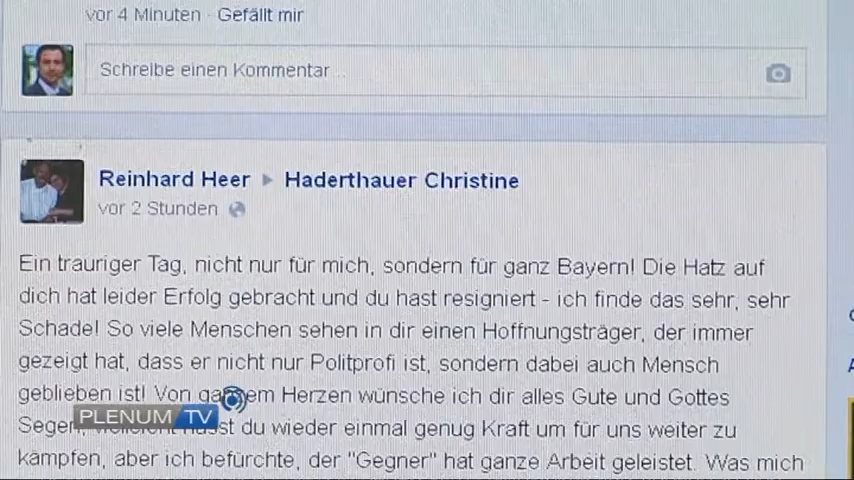 vor 4 Minuten · Gefällt mir
Schreibe einen Kommentar ...
Reinhard Heer ▸ Haderthauer Christine
vor 2 Stunden
Ein trauriger Tag, nicht nur für mich, sondern für ganz Bayern! Die Hatz auf
dich hat leider Erfolg gebracht und du hast resigniert - ich finde das sehr, sehr
Schade! So viele Menschen sehen in dir einen Hoffnungsträger, der immer
gezeigt hat, dass er nicht nur Politprofi ist, sondern dabei auch Mensch
geblieben ist! Von Herzen wünsche ich dir alles Gute und Gottes
Segen, du wieder einmal genug Kraft um für uns weiter zu
PLENUM TV
kämpfen, aber ich befürchte, der "Gegner" hat ganze Arbeit geleistet. Was mich